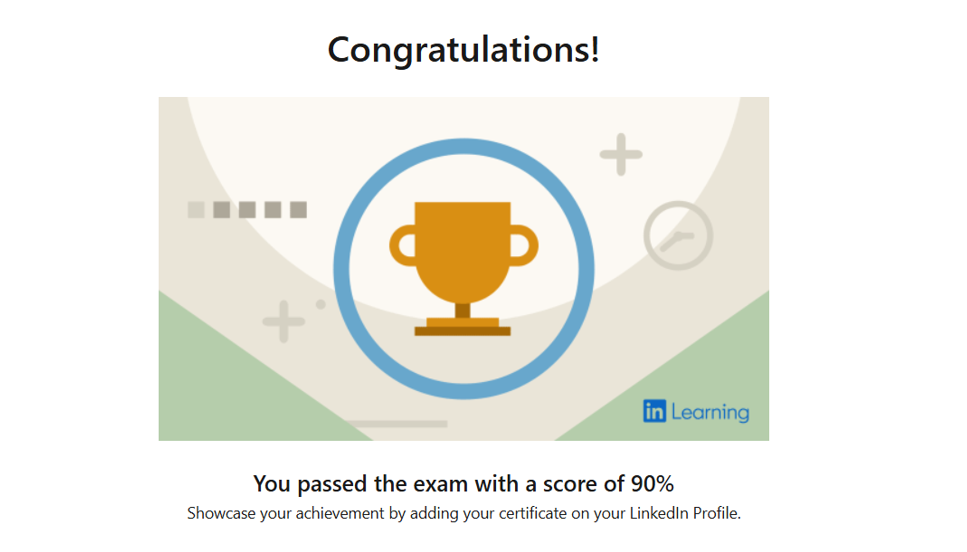 Congratulations!
in Learning
You passed the exam with a score of 90%
Showcase your achievement by adding your certificate on your LinkedIn Profile.